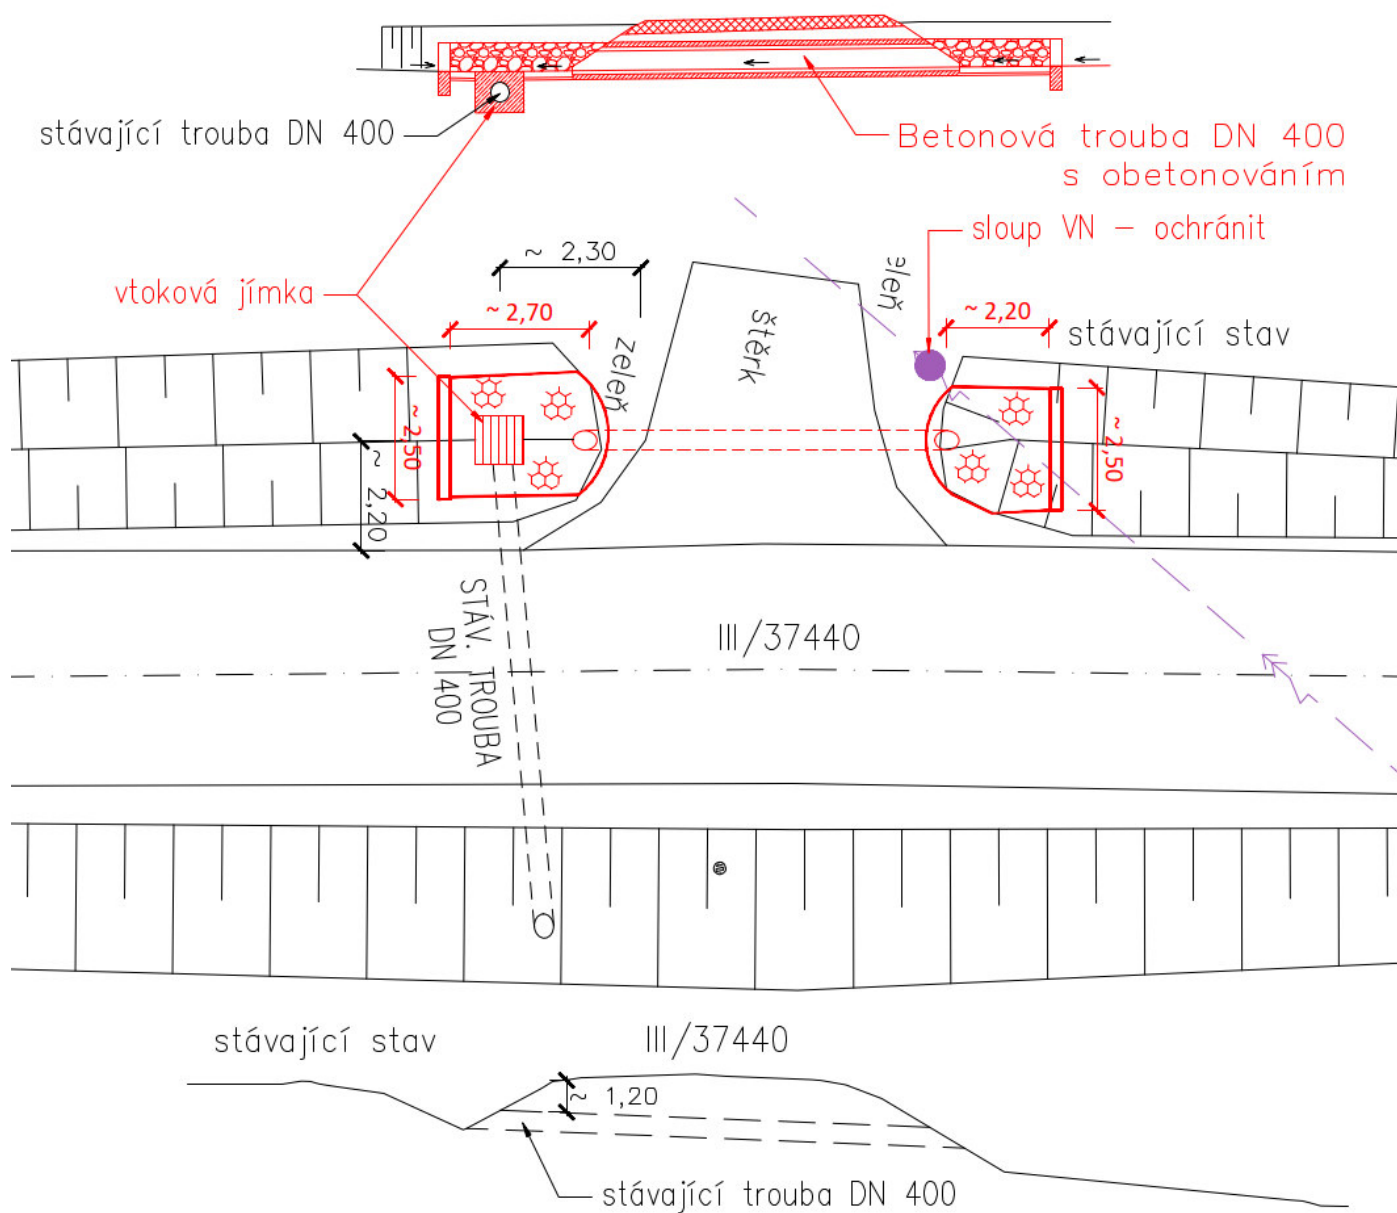 stávající trouba DN 400
Betonová trouba DN 400
s obetonováním
sloup VN – ochránit
~ 2,30
eleň
vtoková jímka
~ 2,70
štěrk
~ 2,20
stávající stav
zeleň
~ 2,50
~ 2,20
~ 2,50
STÁV. TROUBA
DN 400
III/37440
stávající stav
III/37440
~ 1,20
stávající trouba DN 400